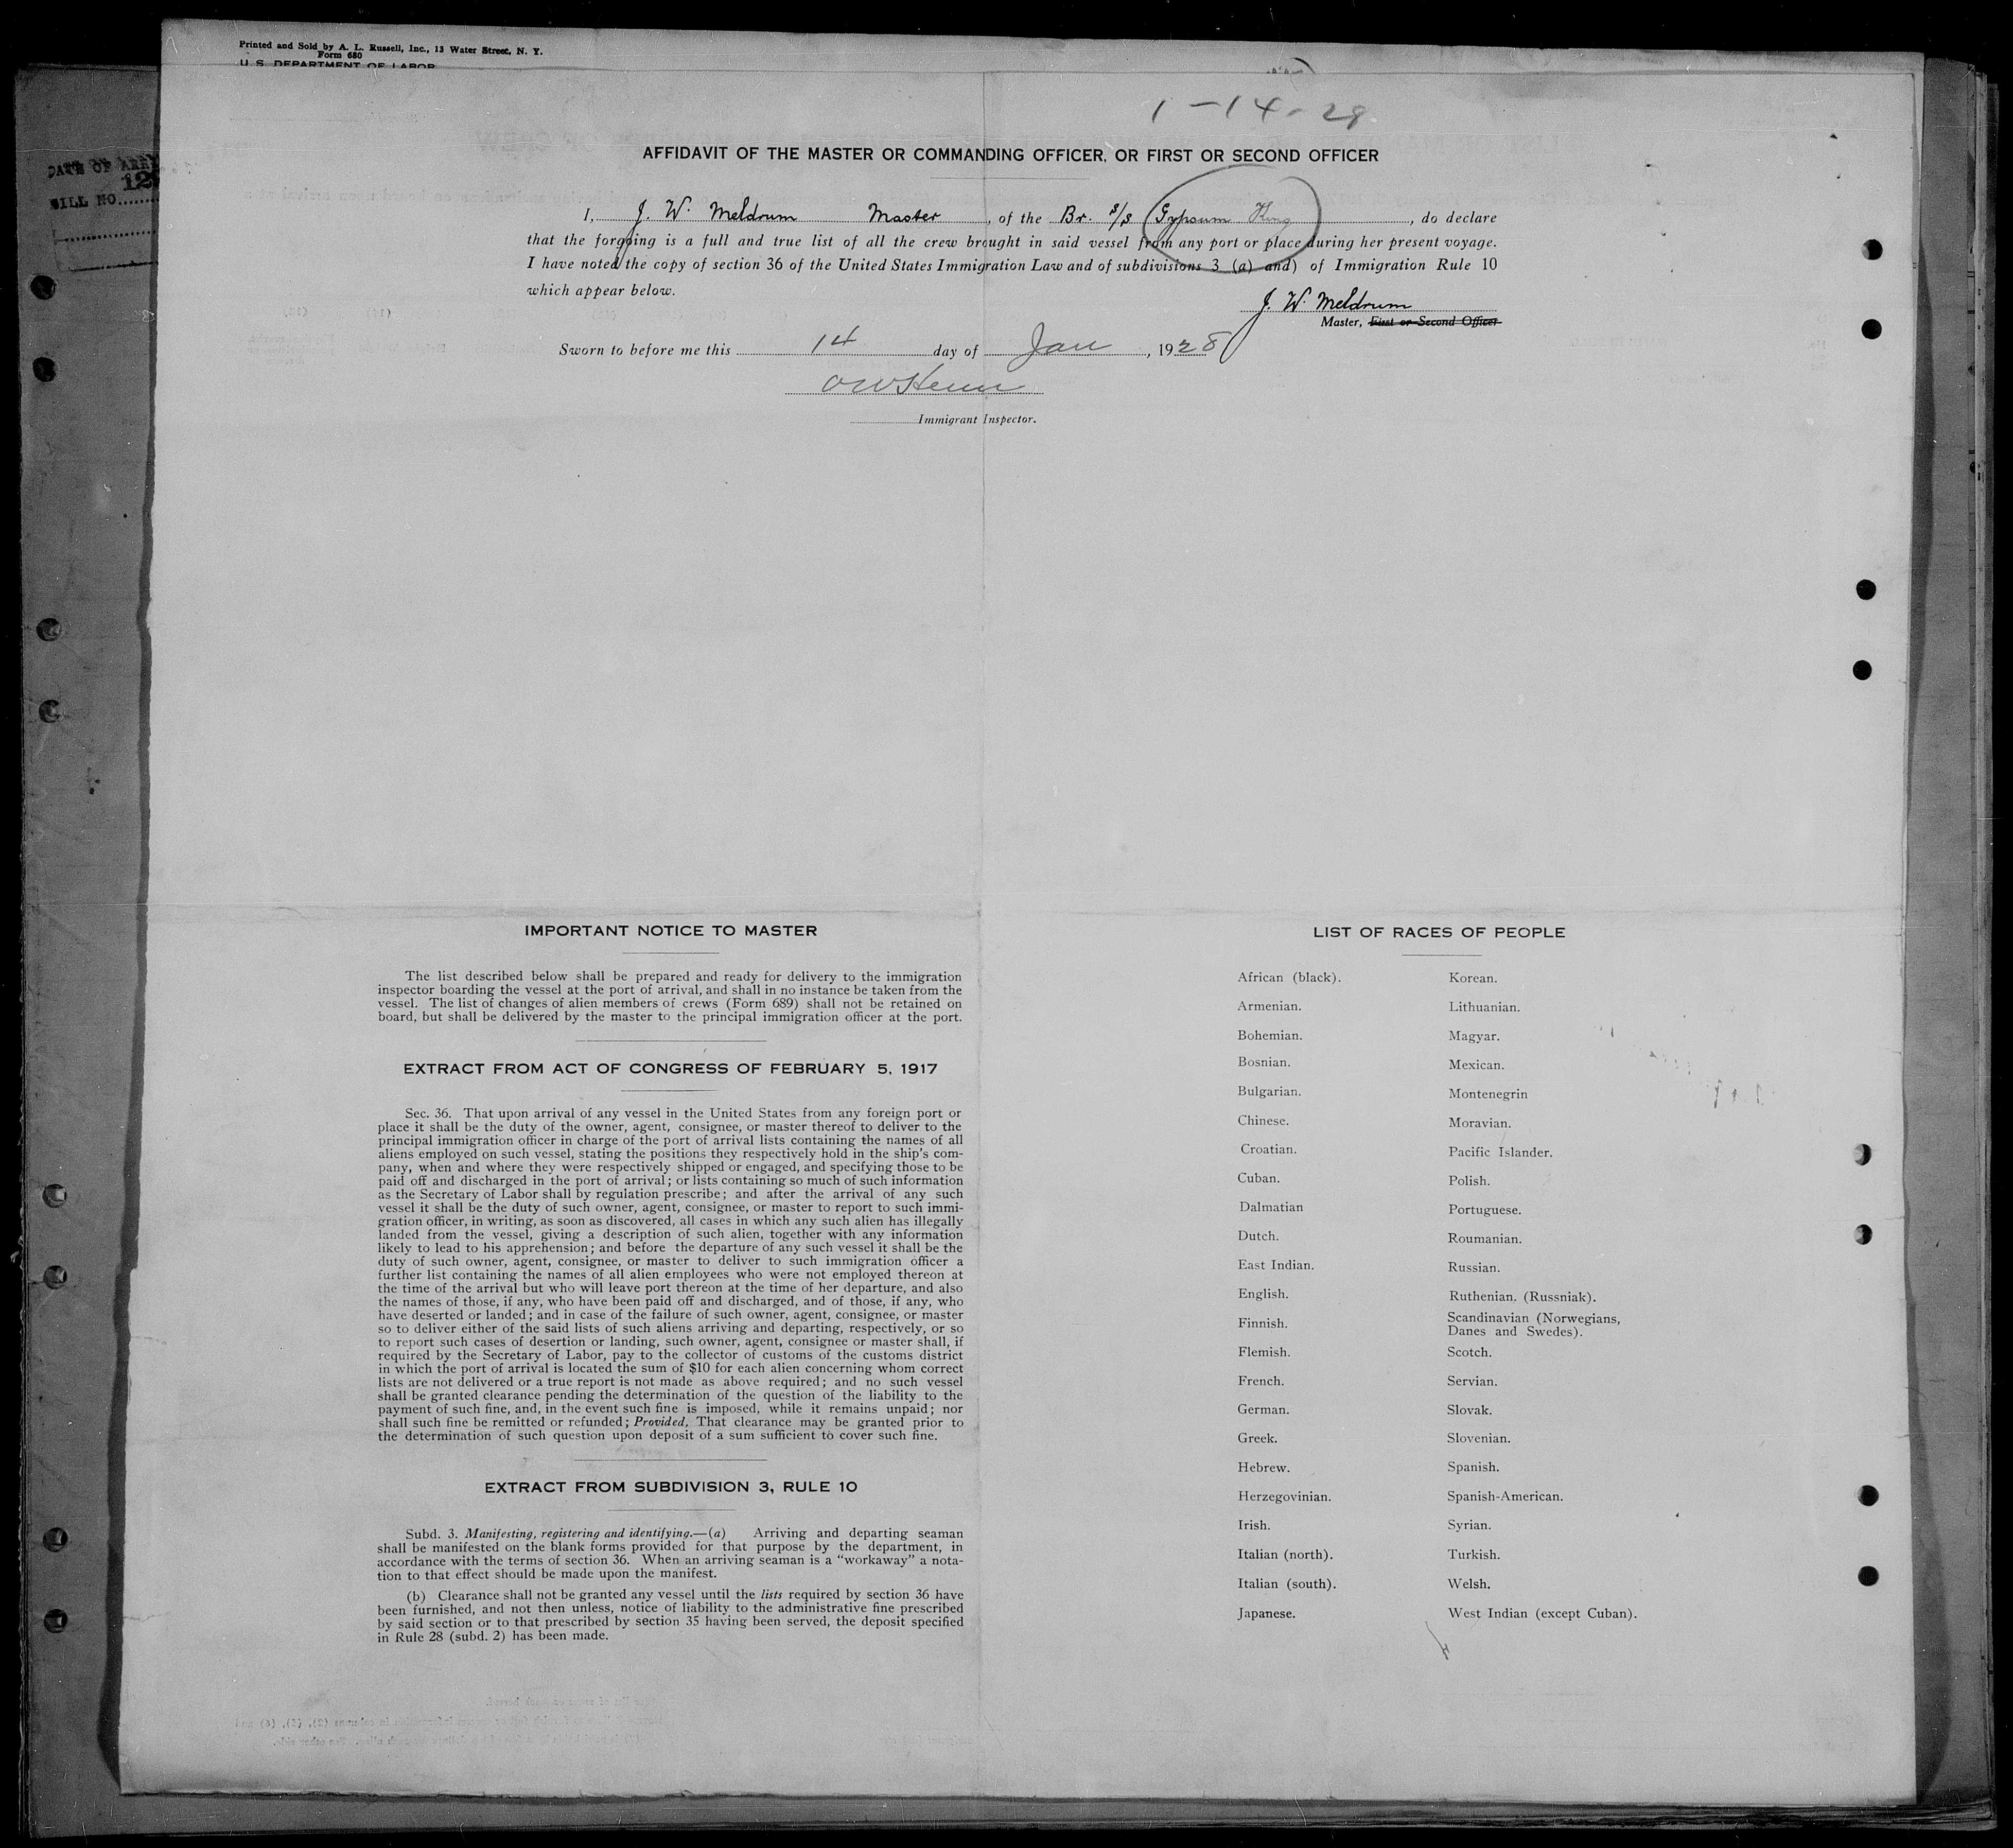 Printed and Sold by A. L. Russell, Inc., 13 Water Street, N. Y.
Form 680
U. S. DEPARTMENT OF LABOR
DATE OF ARRI
12
BILL NO.
1-14-28
AFFIDAVIT OF THE MASTER OR COMMANDING OFFICER, OR FIRST OR SECOND OFFICER
I, J. W. Meldrum Master, of the Br. S/S Gypsum King, do declare
that the forgoing is a full and true list of all the crew brought in said vessel from any port or place during her present voyage.
I have noted the copy of section 36 of the United States Immigration Law and of subdivisions 3 (a) and) of Immigration Rule 10
which appear below.
J. W. Meldrum
Master, First or Second Officer
Sworn to before me this 14 day of Jan, 1928
Immigrant Inspector.
IMPORTANT NOTICE TO MASTER
The list described below shall be prepared and ready for delivery to the immigration
inspector boarding the vessel at the port of arrival, and shall in no instance be taken from the
vessel. The list of changes of alien members of crews (Form 689) shall not be retained on
board, but shall be delivered by the master to the principal immigration officer at the port.
EXTRACT FROM ACT OF CONGRESS OF FEBRUARY 5, 1917
Sec. 36. That upon arrival of any vessel in the United States from any foreign port or
place it shall be the duty of the owner, agent, consignee, or master thereof to deliver to the
principal immigration officer in charge of the port of arrival lists containing the names of all
aliens employed on such vessel, stating the positions they respectively hold in the ship's com-
pany, when and where they were respectively shipped or engaged, and specifying those to be
paid off and discharged in the port of arrival; or lists containing so much of such information
as the Secretary of Labor shall by regulation prescribe; and after the arrival of any such
vessel it shall be the duty of such owner, agent, consignee, or master to report to such immi-
gration officer, in writing, as soon as discovered, all cases in which any such alien has illegally
landed from the vessel, giving a description of such alien, together with any information
likely to lead to his apprehension; and before the departure of any such vessel it shall be the
duty of such owner, agent, consignee, or master to deliver to such immigration officer a
further list containing the names of all alien employees who were not employed thereon at
the time of the arrival but who will leave port thereon at the time of her departure, and also
the names of those, if any, who have been paid off and discharged, and of those, if any, who
have deserted or landed; and in case of the failure of such owner, agent, consignee, or master
so to deliver either of the said lists of such aliens arriving and departing, respectively, or so
to report such cases of desertion or landing, such owner, agent, consignee or master shall, if
required by the Secretary of Labor, pay to the collector of customs of the customs district
in which the port of arrival is located the sum of $10 for each alien concerning whom correct
lists are not delivered or a true report is not made as above required; and no such vessel
shall be granted clearance pending the determination of the question of the liability to the
payment of such fine, and, in the event such fine is imposed, while it remains unpaid; nor
shall such fine be remitted or refunded; Provided, That clearance may be granted prior to
the determination of such question upon deposit of a sum sufficient to cover such fine.
EXTRACT FROM SUBDIVISION 3, RULE 10
Subd. 3. Manifesting, registering and identifying.—(a) Arriving and departing seaman
shall be manifested on the blank forms provided for that purpose by the department, in
accordance with the terms of section 36. When an arriving seaman is a "workaway" a nota-
tion to that effect should be made upon the manifest.
(b) Clearance shall not be granted any vessel until the lists required by section 36 have
been furnished, and not then unless, notice of liability to the administrative fine prescribed
by said section or to that prescribed by section 35 having been served, the deposit specified
in Rule 28 (subd. 2) has been made.
LIST OF RACES OF PEOPLE
African (black).
Armenian.
Bohemian.
Bosnian.
Bulgarian.
Chinese.
Croatian.
Cuban.
Dalmatian
Dutch.
East Indian.
English.
Finnish.
Flemish.
French.
German.
Greek.
Hebrew.
Herzegovinian.
Irish.
Italian (north).
Italian (south).
Japanese.
Korean.
Lithuanian.
Magyar.
Mexican.
Montenegrin
Moravian.
Pacific Islander.
Polish.
Portuguese.
Roumanian.
Russian.
Ruthenian. (Russniak).
Scandinavian (Norwegians,
Danes and Swedes).
Scotch.
Servian.
Slovak.
Slovenian.
Spanish.
Spanish-American.
Syrian.
Turkish.
Welsh.
West Indian (except Cuban).